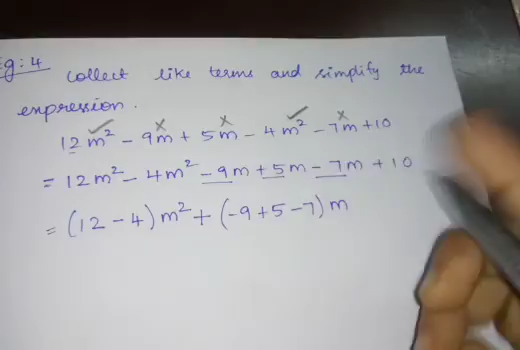 Eg:4 collect like terms and simplify the
expression.
12m² - 9m + 5m - 4m² - 7m + 10
= 12m² - 4m² - 9m + 5m - 7m + 10
= (12 - 4)m² + (-9 + 5 - 7)m